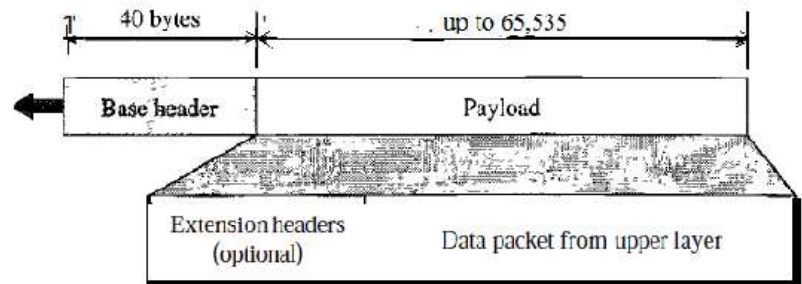 40 bytes
up to 65,535
Base header
Payload
Extension headers
(optional)
Data packet from upper layer